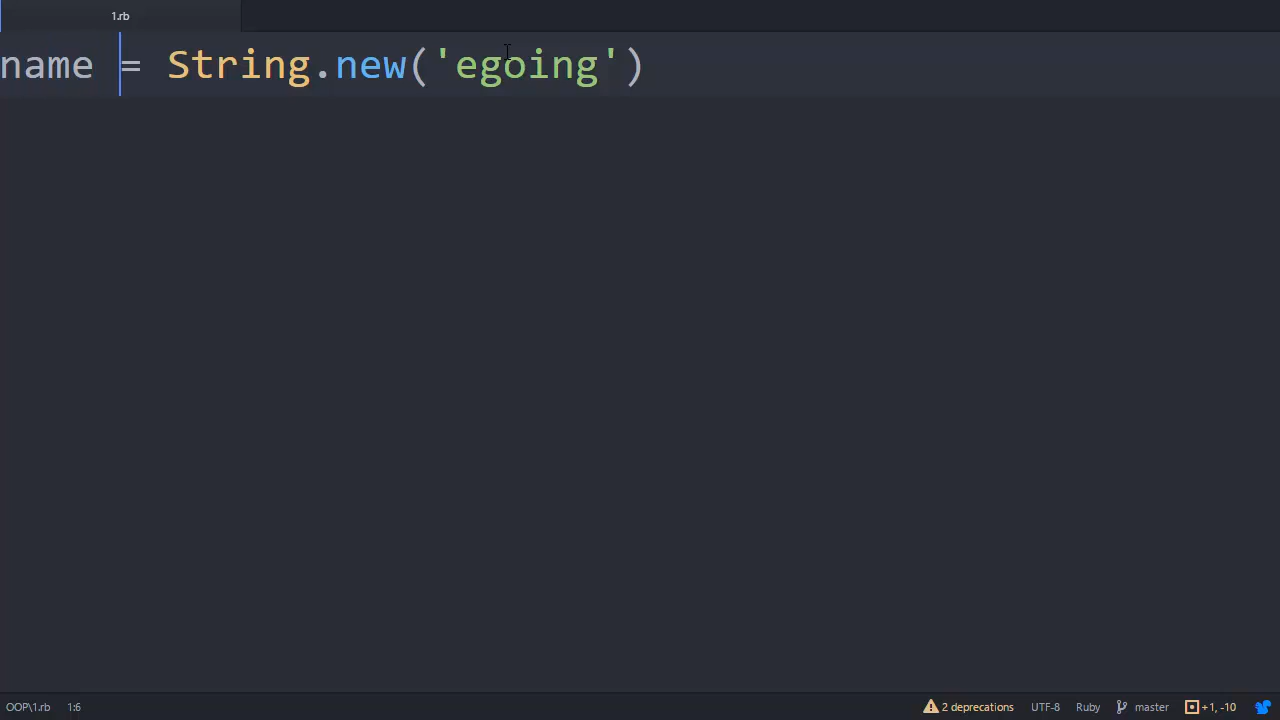 1.rb
name = String.new('egoing')
OOP\1.rb 1:6 2 deprecations UTF-8 Ruby master +1, -10